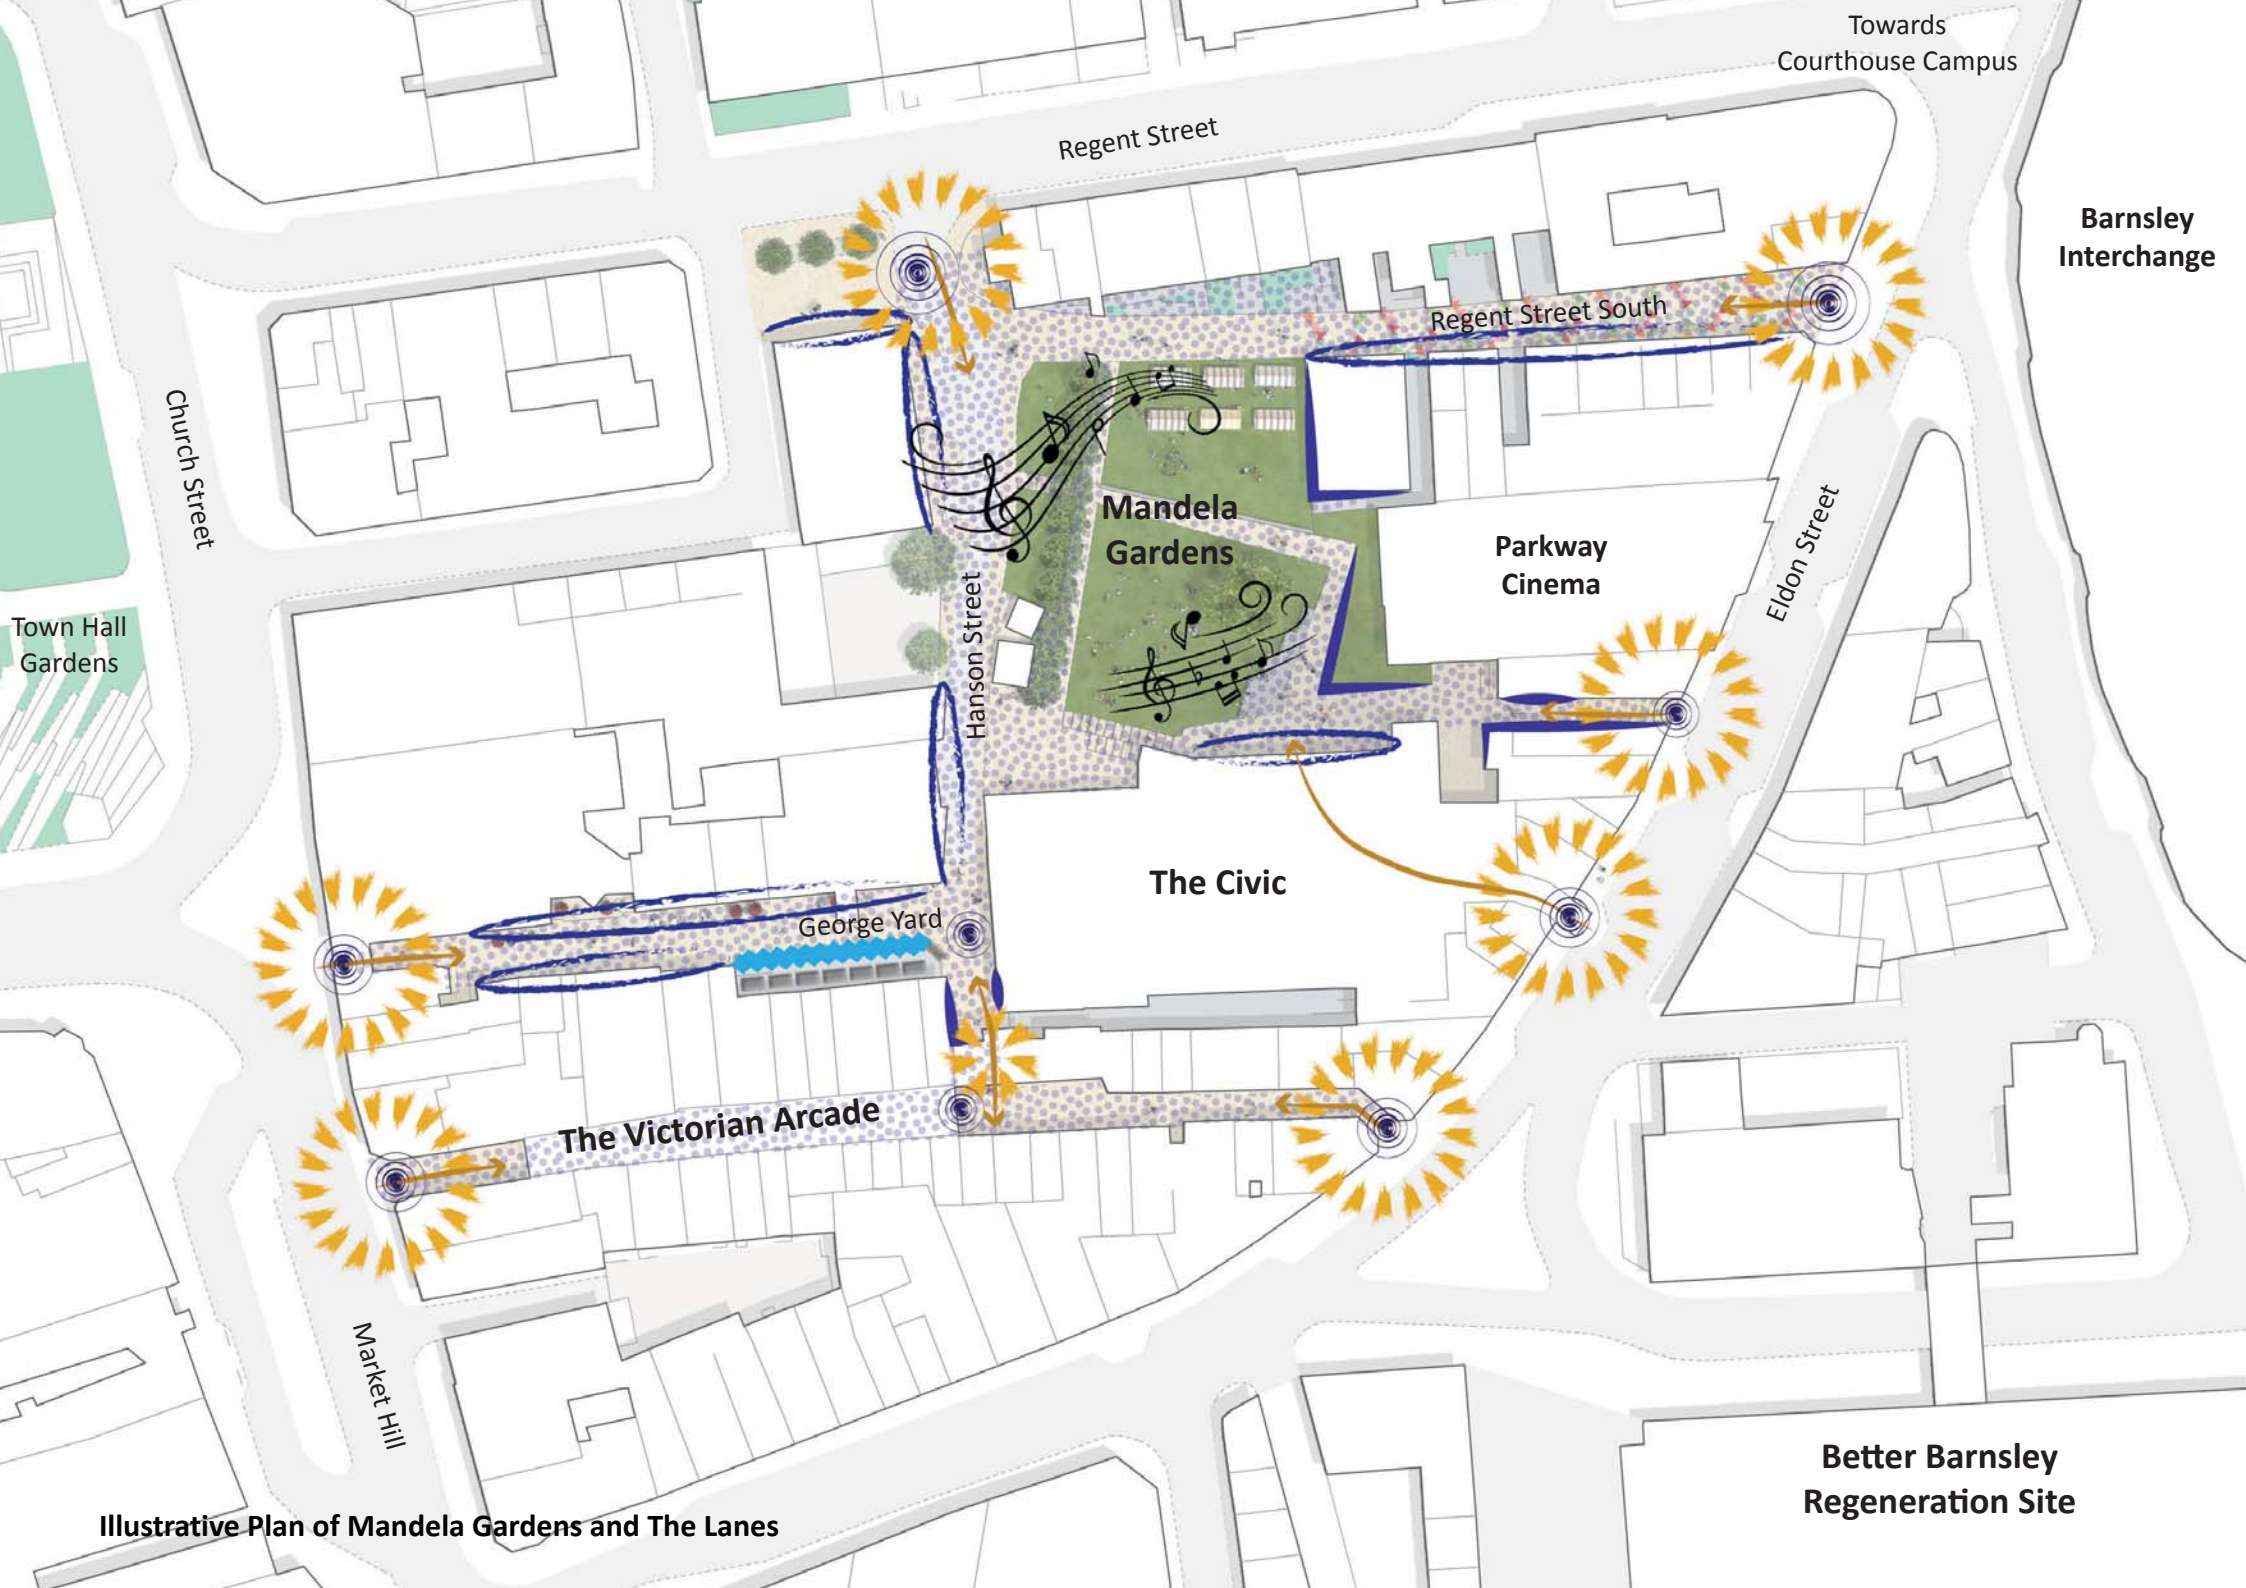 Towards
Courthouse Campus
Regent Street
Barnsley
Interchange
Regent Street South
Church Street
Mandela
Gardens
Parkway
Cinema
Eldon Street
Town Hall
Gardens
Hanson Street
The Civic
George Yard
The Victorian Arcade
Market Hill
Better Barnsley
Regeneration Site
Illustrative Plan of Mandela Gardens and The Lanes